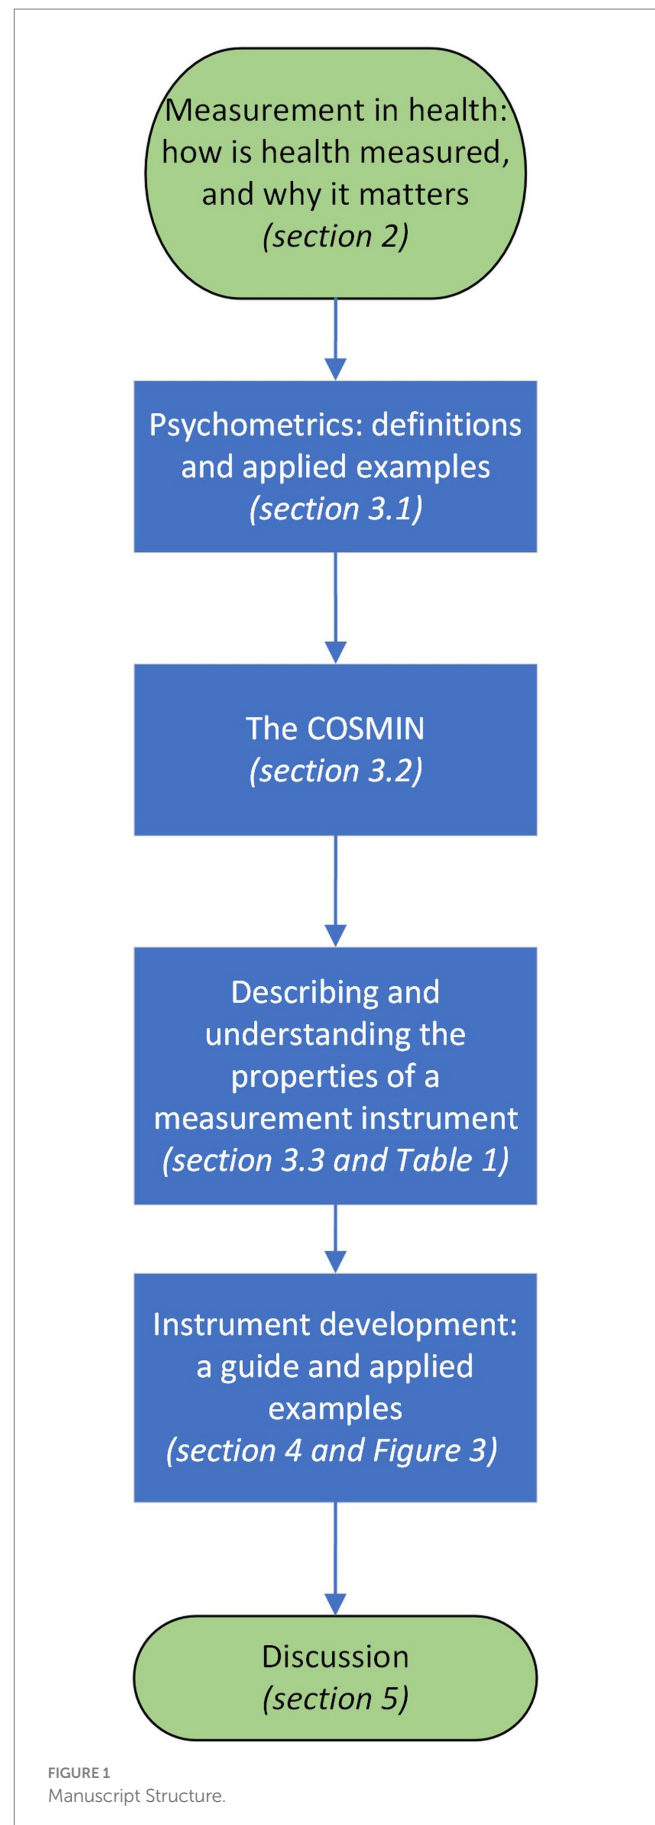 Measurement in health:
how is health measured,
and why it matters
(section 2)
Psychometrics: definitions
and applied examples
(section 3.1)
The COSMIN
(section 3.2)
Describing and
understanding the
properties of a
measurement instrument
(section 3.3 and Table 1)
Instrument development:
a guide and applied
examples
(section 4 and Figure 3)
Discussion
(section 5)
FIGURE 1
Manuscript Structure.